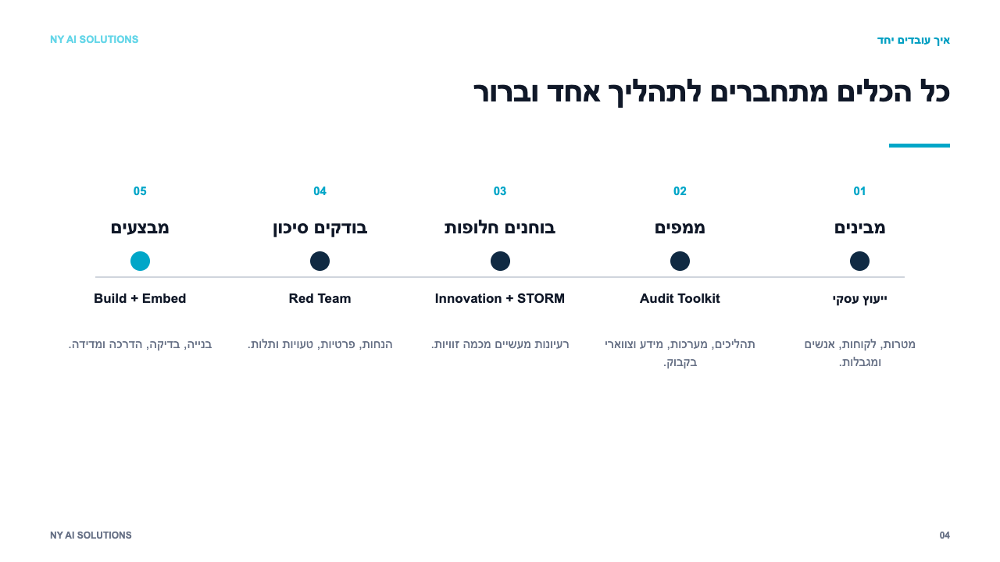 איך עובדים יחד
NY AI SOLUTIONS
כל הכלים מתחברים לתהליך אחד וברור
01
מבינים
ייעוץ עסקי
מטרות, לקוחות, אנשים
ומגבלות.
02
ממפים
Audit Toolkit
תהליכים, מערכות, מידע וצווארי
בקבוק.
03
בוחנים חלופות
Innovation + STORM
רעיונות מעשיים מכמה זוויות.
04
בודקים סיכון
Red Team
הנחות, פרטיות, טעויות ותלות.
05
מבצעים
Build + Embed
בנייה, בדיקה, הדרכה ומדידה.
04
NY AI SOLUTIONS